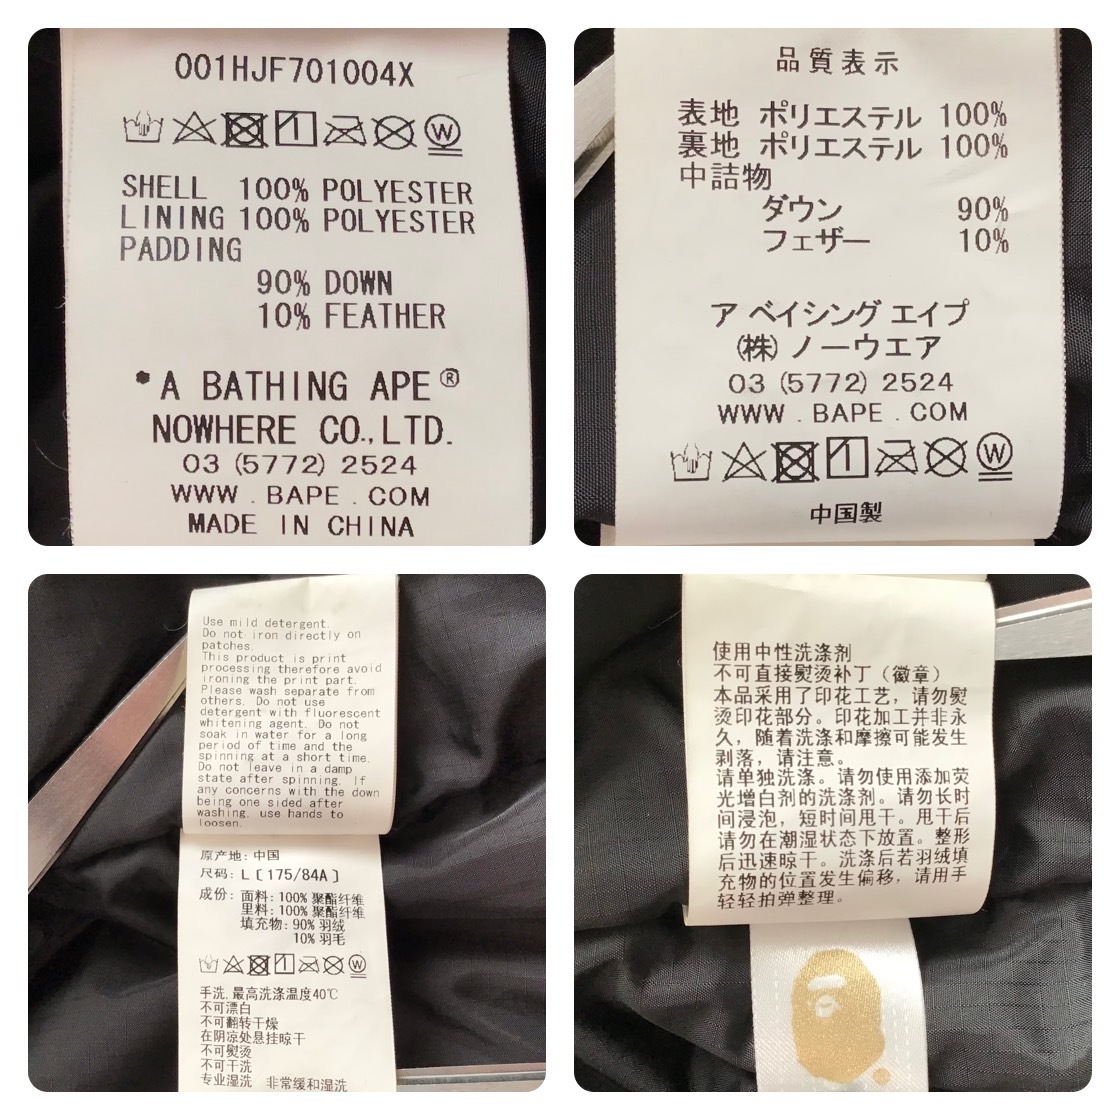 001HJF701004X
SHELL 100% POLYESTER
LINING 100% POLYESTER
PADDING
90% DOWN
10% FEATHER
A BATHING APE®
NOWHERE CO.,LTD.
03 (5772) 2524
WWW.BAPE.COM
MADE IN CHINA
品質表示
表地 ポリエステル 100%
裏地 ポリエステル 100%
中詰物
ダウン 90%
フェザー 10%
ア ベイシング エイプ
(株) ノーウエア
03 (5772) 2524
WWW.BAPE.COM
中国製
Use mild detergent.
Do not iron directly on
patches.
This product is print
processing therefore avoid
ironing the print part.
Please wash separate from
others. Do not use
detergent with fluorescent
whitening agent. Do not
soak in water for a long
period of time and the
spinning at a short time.
Do not leave in a damp
state after spinning. If
any concerns with the down
being one sided after
washing, use hands to
loosen.
原产地: 中国
尺码: L [175/84A]
成份: 面料: 100% 聚酯纤维
里料: 100% 聚酯纤维
填充物: 90% 羽绒
10% 羽毛
手洗,最高洗涤温度40℃
不可漂白
不可翻转干燥
在阴凉处悬挂晾干
不可熨烫
不可干洗
专业湿洗 非常缓和湿洗
使用中性洗涤剂
不可直接熨烫补丁（徽章）
本品采用了印花工艺，请勿熨
烫印花部分。印花加工并非永
久，随着洗涤和摩擦可能发生
剥落，请注意。
请单独洗涤。请勿使用添加荧
光增白剂的洗涤剂。请勿长时
间浸泡，短时间甩干。甩干后
请勿在潮湿状态下放置。整形
后迅速晾干。洗涤后若羽绒填
充物的位置发生偏移，请用手
轻轻拍弹整理。